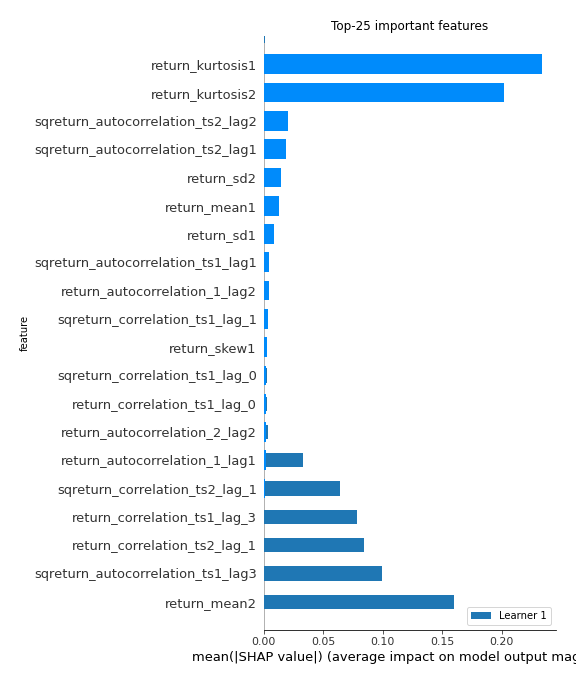 Top-25 important features
return_kurtosis1
return_kurtosis2
sqreturn_autocorrelation_ts2_lag2
sqreturn_autocorrelation_ts2_lag1
return_sd2
return_mean1
return_sd1
sqreturn_autocorrelation_ts1_lag1
return_autocorrelation_1_lag2
sqreturn_correlation_ts1_lag_1
return_skew1
sqreturn_correlation_ts1_lag_0
return_correlation_ts1_lag_0
return_autocorrelation_2_lag2
return_autocorrelation_1_lag1
sqreturn_correlation_ts2_lag_1
return_correlation_ts1_lag_3
return_correlation_ts2_lag_1
sqreturn_autocorrelation_ts1_lag3
return_mean2
feature
Learner 1
0.00 0.05 0.10 0.15 0.20
mean(|SHAP value|) (average impact on model output mag